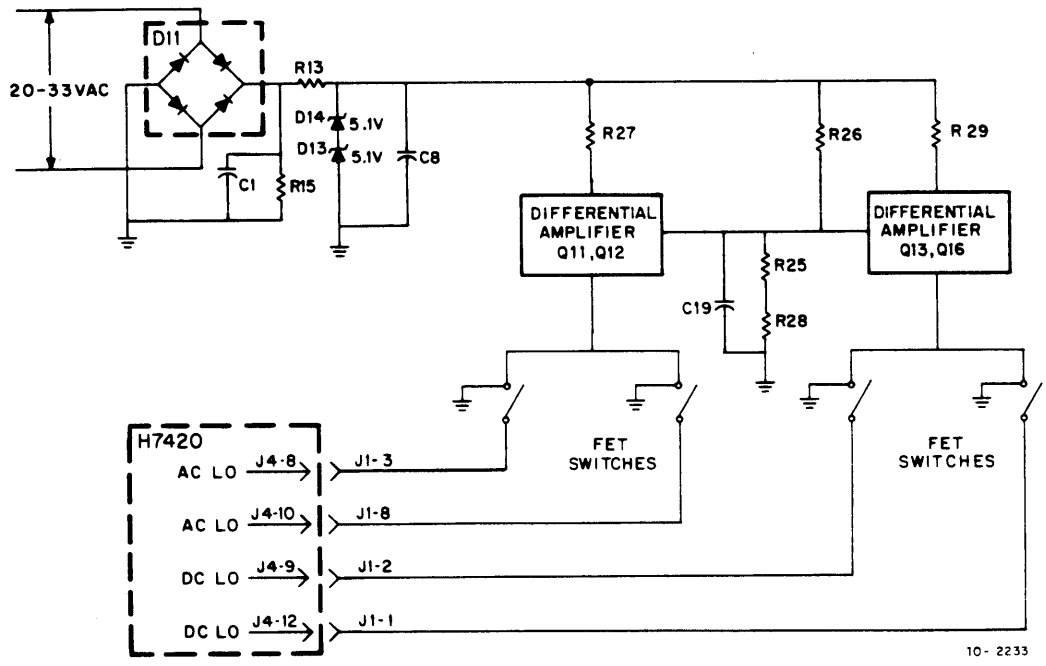 D11
20-33VAC
R13
D14
5.1V
D13
5.1V
C8
C1
R15
R27
R26
R29
DIFFERENTIAL
AMPLIFIER
Q11,Q12
DIFFERENTIAL
AMPLIFIER
Q13,Q16
R25
C19
R28
FET
SWITCHES
FET
SWITCHES
H7420
AC LO J4-8 J1-3
AC LO J4-10 J1-8
DC LO J4-9 J1-2
DC LO J4-12 J1-1
10-2233